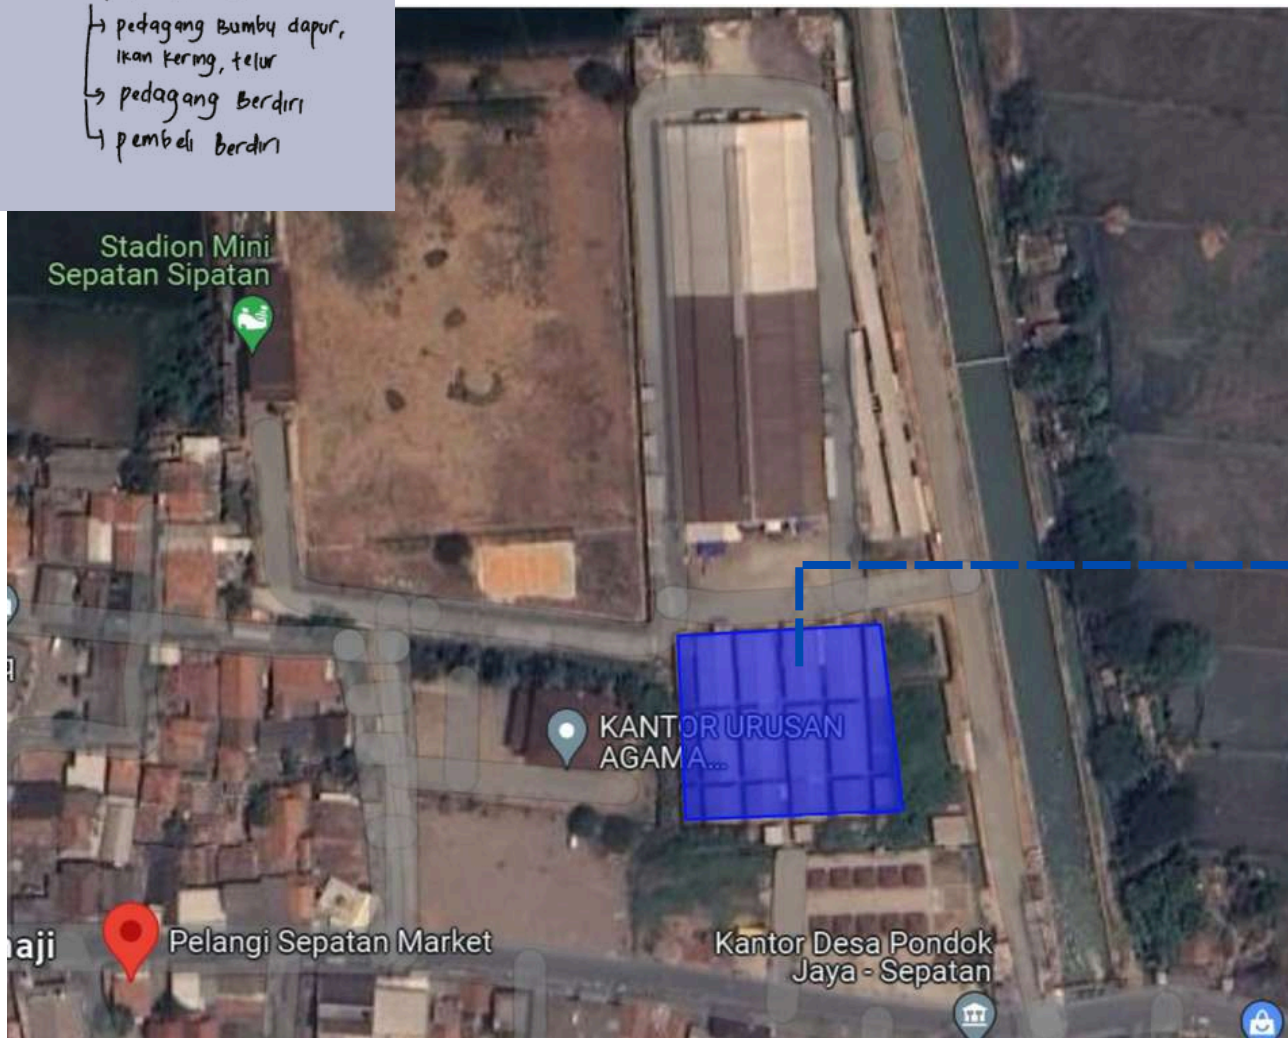 pedagang Bumbu dapur,
ikan kering, telur
pedagang Berdiri
pembeli Berdiri
Stadion Mini
Sepatan Sipatan
KANTOR URUSAN
AGAMA...
Pelangi Sepatan Market
Kantor Desa Pondok
Jaya - Sepatan